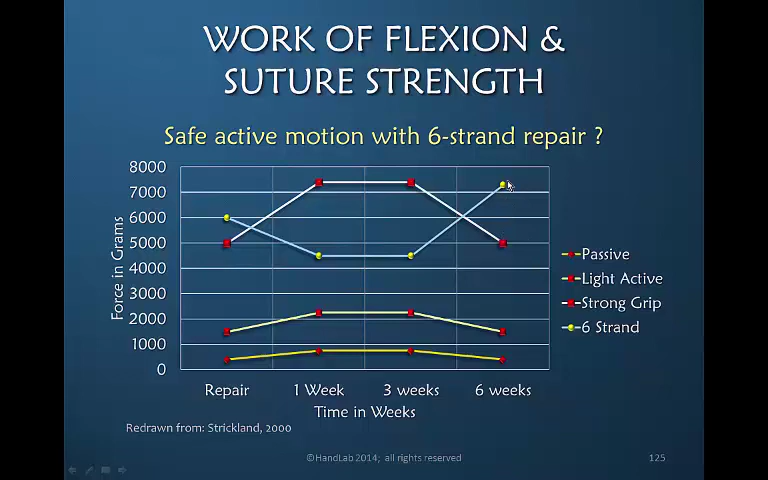 WORK OF FLEXION &
SUTURE STRENGTH
Safe active motion with 6-strand repair ?
8000
7000
6000
5000
4000
3000
2000
1000
0
Force in Grams
Repair
1 Week
3 weeks
6 weeks
Time in Weeks
Passive
Light Active
Strong Grip
6 Strand
Redrawn from: Strickland, 2000
©HandLab 2014; all rights reserved
125